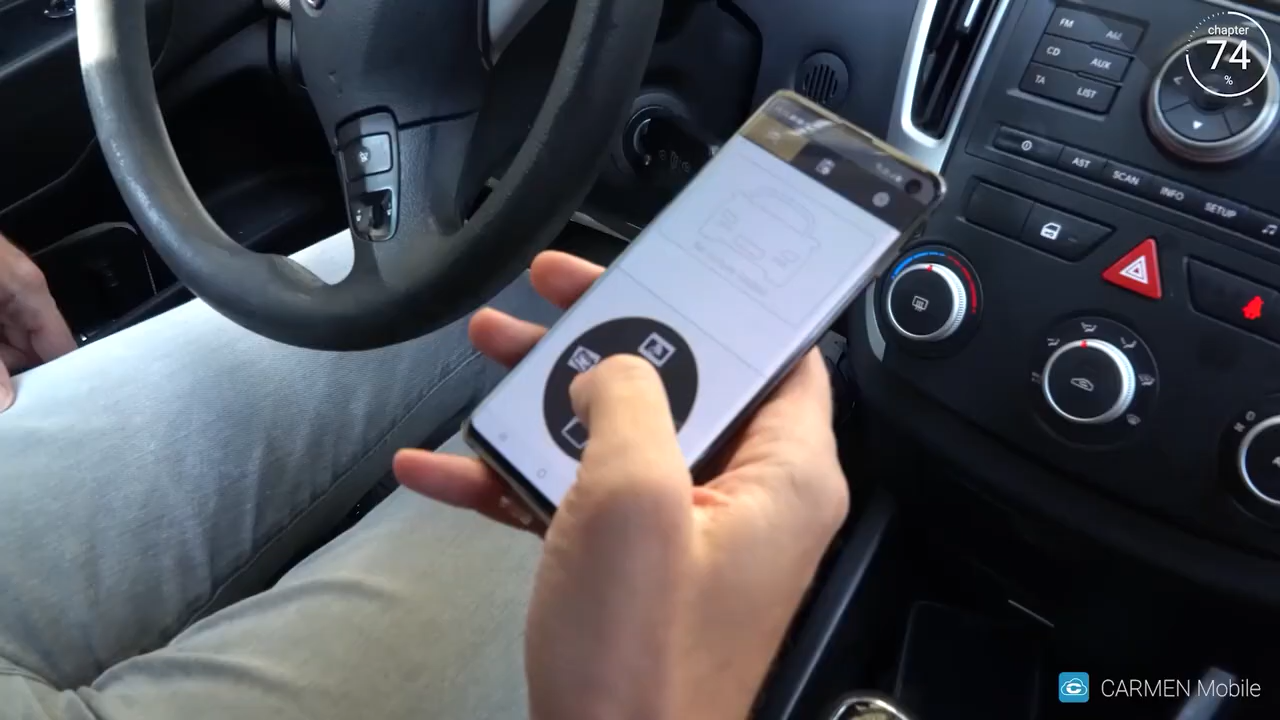 chapter
74
%
FM
AM
CD
AUX
TA
LIST
AST
SCAN
INFO
SETUP
CARMEN Mobile